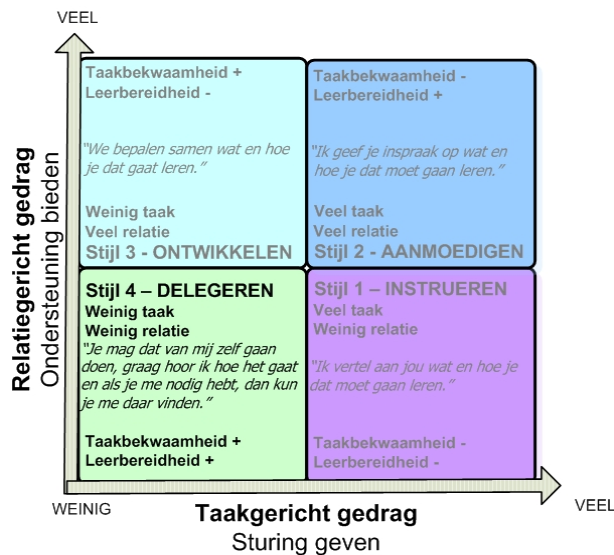 VEEL
Taakbekwaamheid +
Leerbereidheid -
“We bepalen samen wat en hoe
je dat gaat leren.”
Weinig taak
Veel relatie
Stijl 3 - ONTWIKKELEN
Taakbekwaamheid -
Leerbereidheid +
“Ik geef je inspraak op wat en
hoe je dat moet gaan leren.”
Veel taak
Veel relatie
Stijl 2 - AANMOEDIGEN
Relatiegericht gedrag
Ondersteuning bieden
Stijl 4 – DELEGEREN
Weinig taak
Weinig relatie
“Je mag dat van mij zelf gaan
doen, graag hoor ik hoe het gaat
en als je me nodig hebt, dan kun
je me daar vinden.”
Taakbekwaamheid +
Leerbereidheid +
Stijl 1 – INSTRUEREN
Veel taak
Weinig relatie
“Ik vertel aan jou wat en hoe je
dat moet gaan leren.”
Taakbekwaamheid -
Leerbereidheid -
WEINIG
Taakgericht gedrag
Sturing geven
VEEL